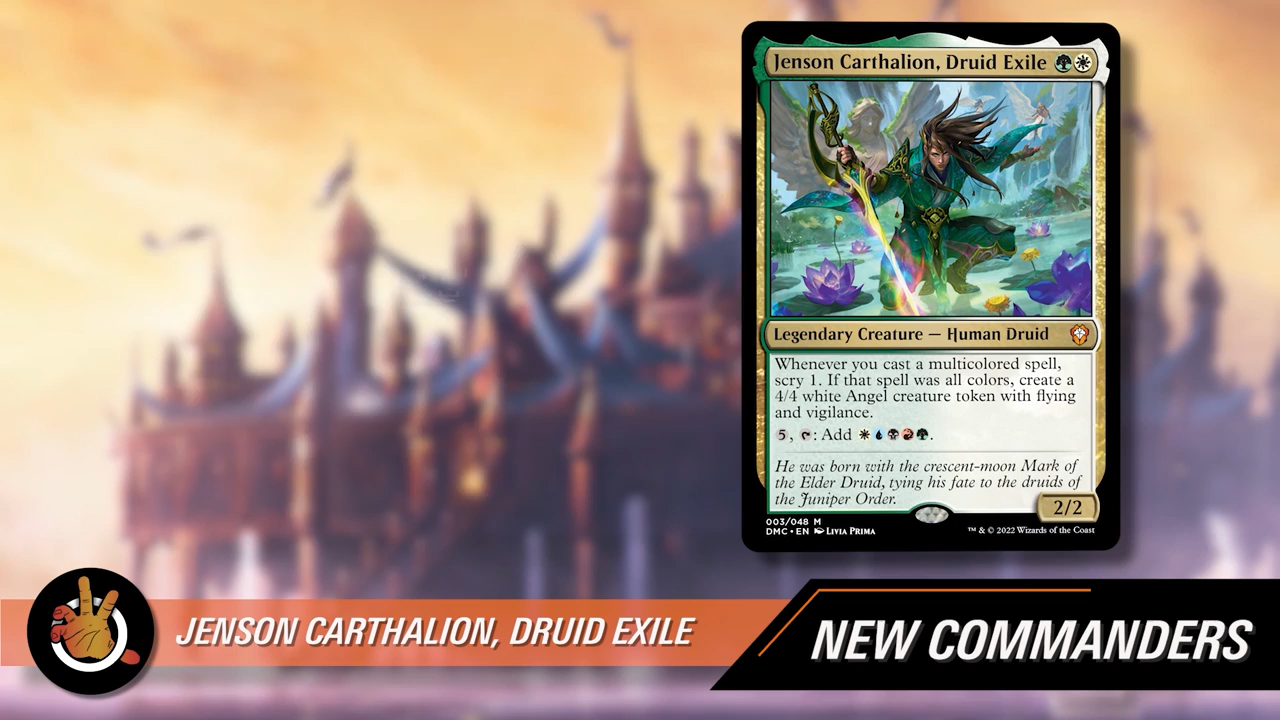 Jenson Carthalion, Druid Exile
Legendary Creature — Human Druid
Whenever you cast a multicolored spell,
scry 1. If that spell was all colors, create a
4/4 white Angel creature token with flying
and vigilance.
5, : Add .
He was born with the crescent-moon Mark of
the Elder Druid, tying his fate to the druids of
the Juniper Order.
2/2
003/048 M
DMC • EN LIVIA PRIMA
™ & © 2022 Wizards of the Coast
JENSON CARTHALION, DRUID EXILE
NEW COMMANDERS